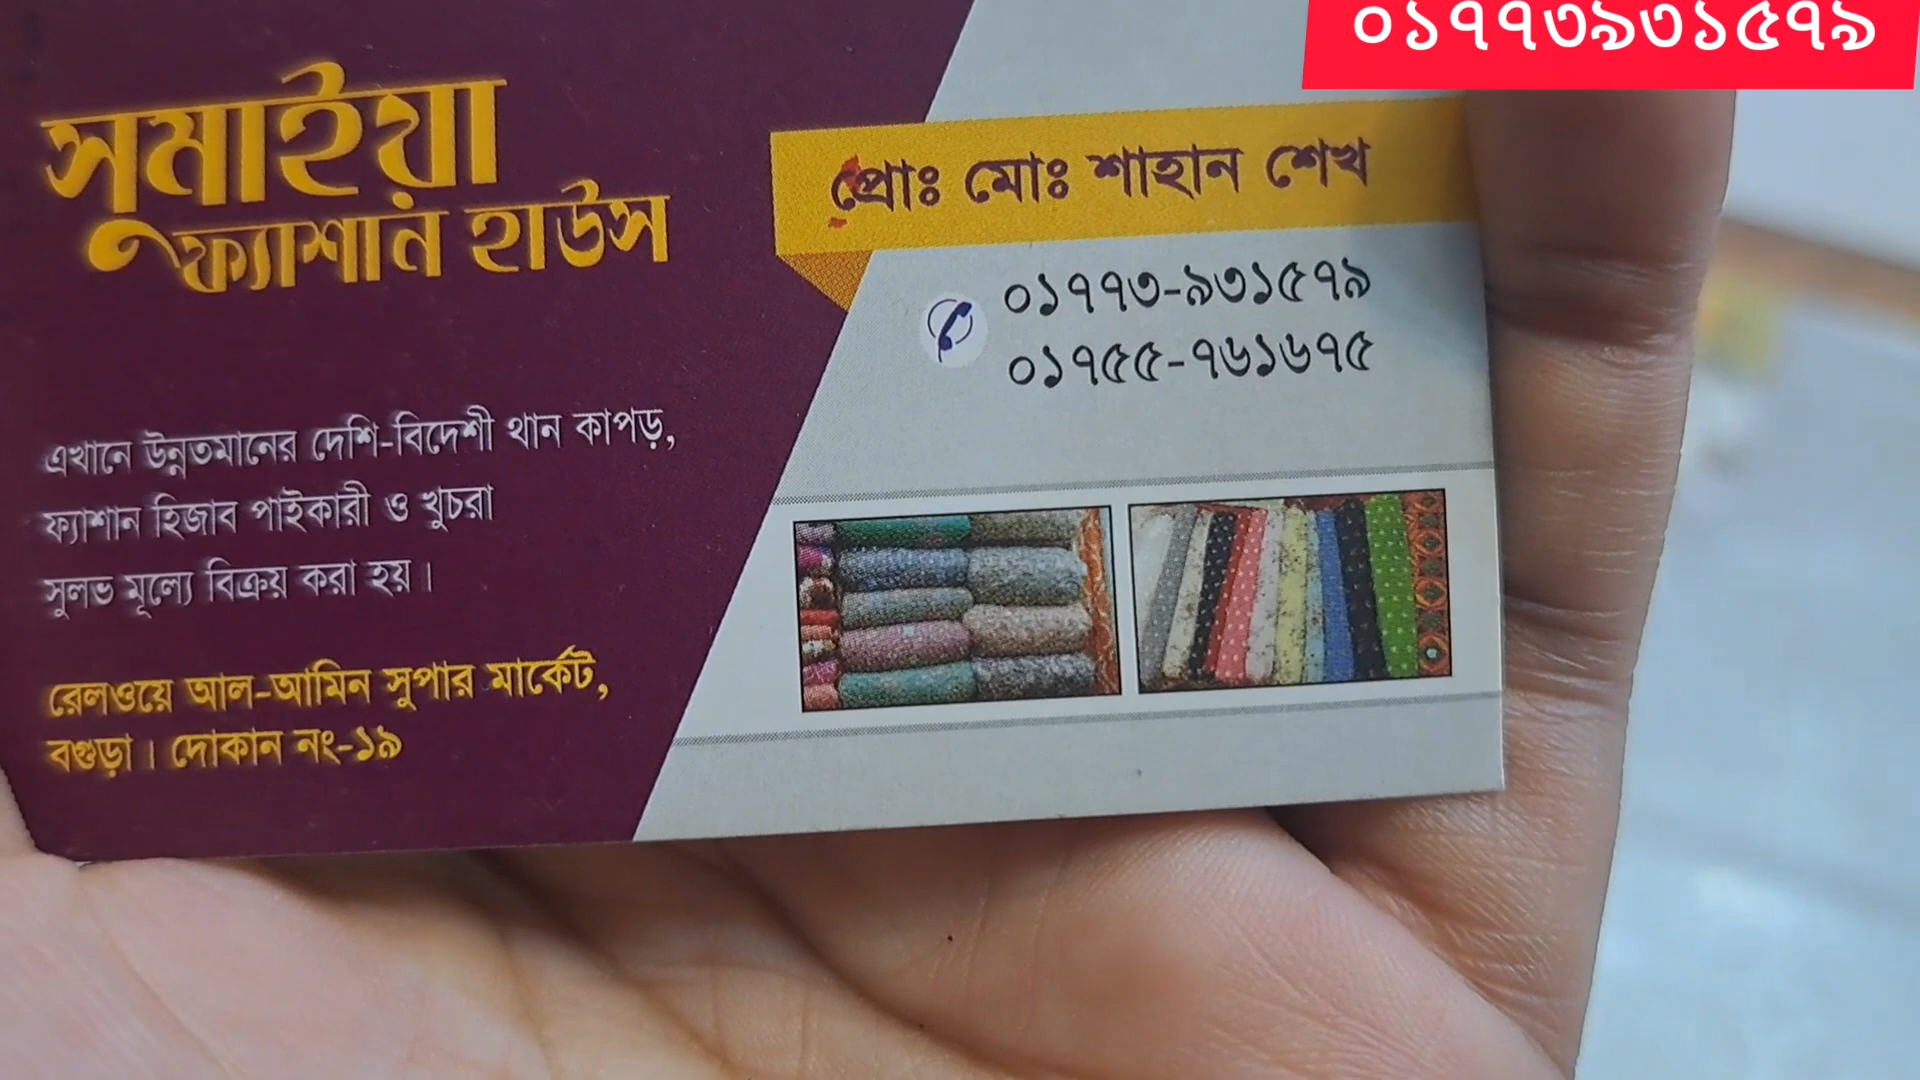 ০১৭৭৩৯৩১৫৭৯
সুমাইয়া
ফ্যাশান হাউস
প্রোঃ মোঃ শাহান শেখ
০১৭৭৩-৯৩১৫৭৯
০১৭৫৫-৭৬১৬৭৫
এখানে উন্নতমানের দেশি-বিদেশী থান কাপড়,
ফ্যাশান হিজাব পাইকারী ও খুচরা
সুলভ মূল্যে বিক্রয় করা হয়।
রেলওয়ে আল-আমিন সুপার মার্কেট,
বগুড়া। দোকান নং-১৯